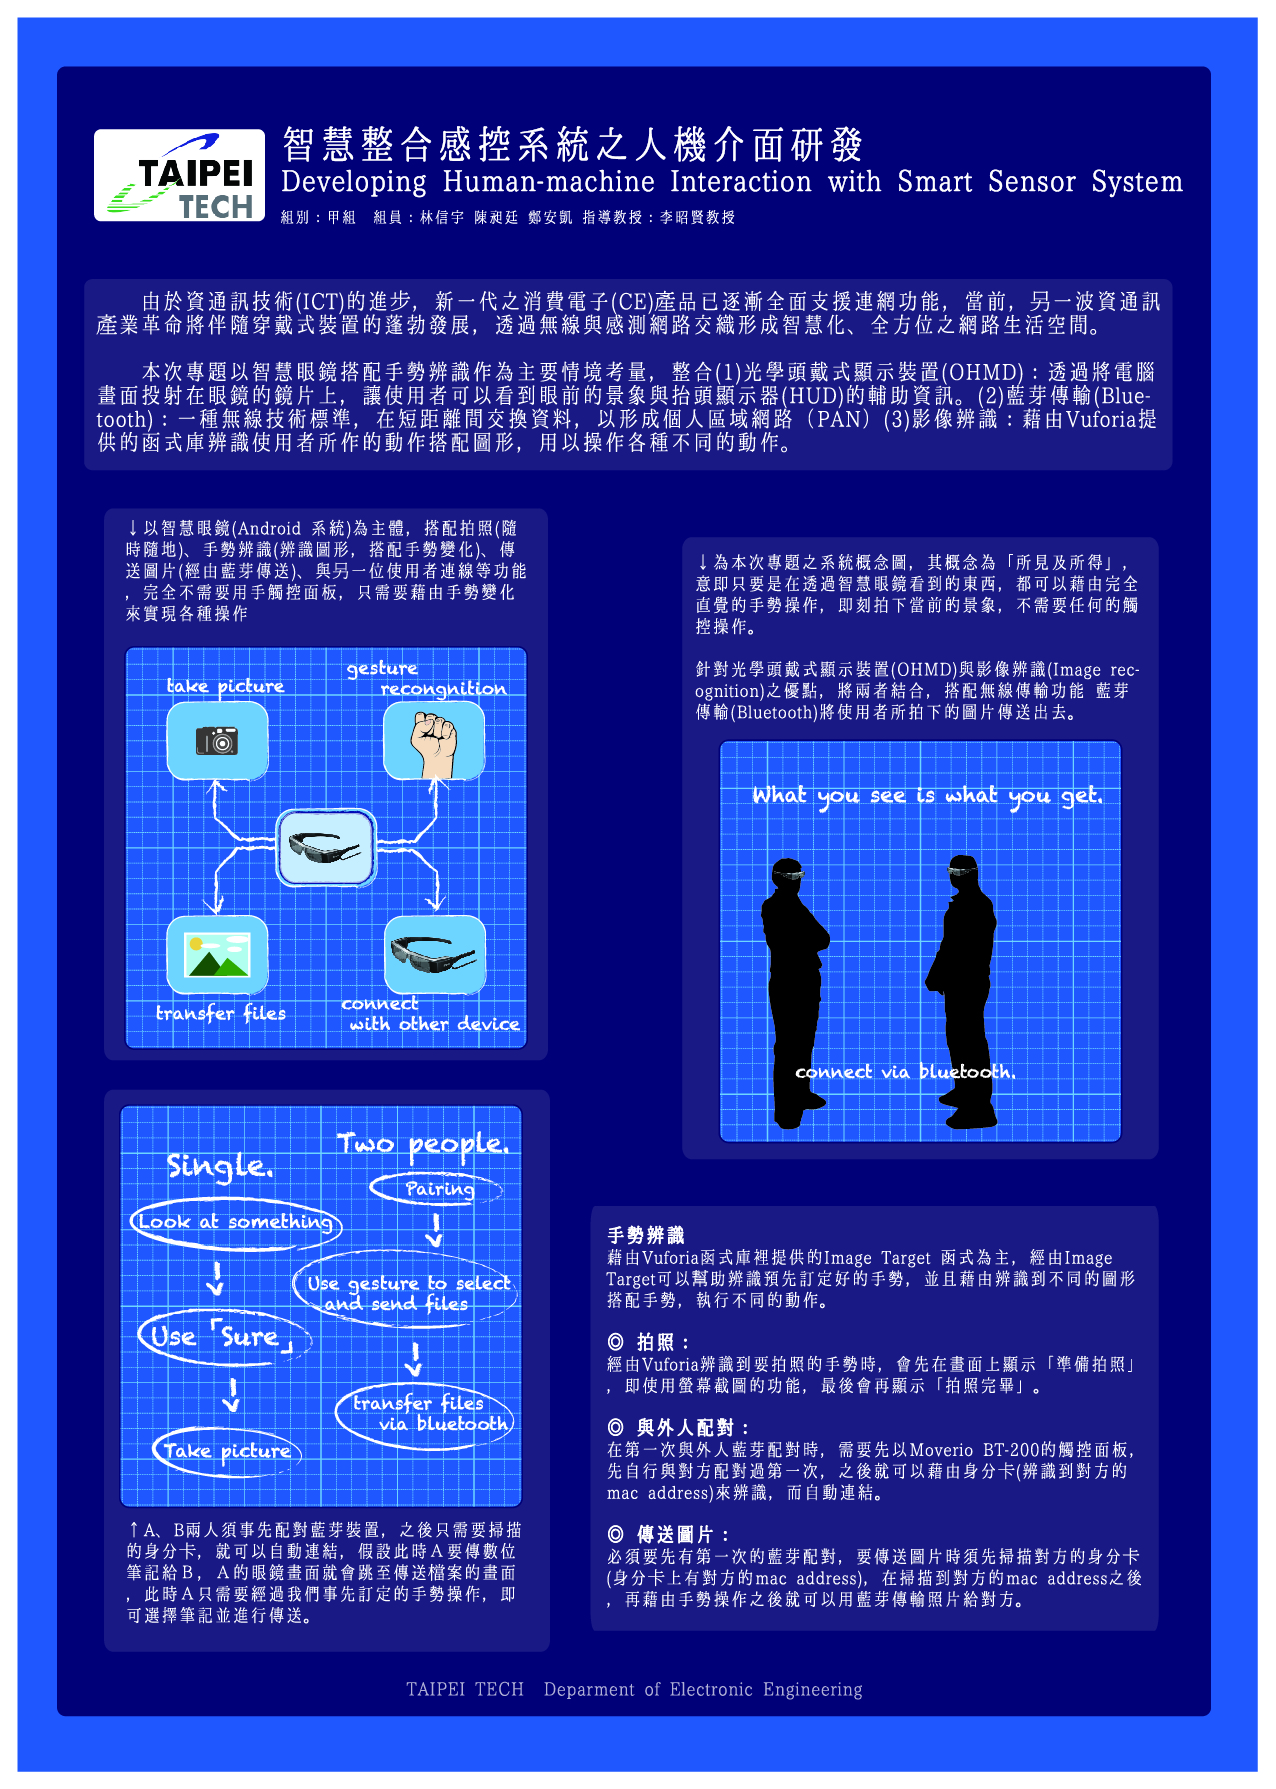 TAIPEI
TECH
智慧整合感控系統之人機介面研發
Developing Human-machine Interaction with Smart Sensor System
組別：甲組　組員：林信宇 陳昶廷 鄭安凱 指導教授：李昭賢教授
由於資通訊技術(ICT)的進步，新一代之消費電子(CE)產品已逐漸全面支援連網功能，當前，另一波資通訊
產業革命將伴隨穿戴式裝置的蓬勃發展，透過無線與感測網路交織形成智慧化、全方位之網路生活空間。
本次專題以智慧眼鏡搭配手勢辨識作為主要情境考量，整合(1)光學頭戴式顯示裝置(OHMD)：透過將電腦
畫面投射在眼鏡的鏡片上，讓使用者可以看到眼前的景象與抬頭顯示器(HUD)的輔助資訊。(2)藍芽傳輸(Blue-
tooth)：一種無線技術標準，在短距離間交換資料，以形成個人區域網路（PAN）(3)影像辨識：藉由Vuforia提
供的函式庫辨識使用者所作的動作搭配圖形，用以操作各種不同的動作。
↓以智慧眼鏡(Android 系統)為主體，搭配拍照(隨
時隨地)、手勢辨識(辨識圖形，搭配手勢變化)、傳
送圖片(經由藍芽傳送)、與另一位使用者連線等功能
，完全不需要用手觸控面板，只需要藉由手勢變化
來實現各種操作
take picture
gesture
recongnition
transfer files
connect
with other device
↓為本次專題之系統概念圖，其概念為「所見及所得」，
意即只要是在透過智慧眼鏡看到的東西，都可以藉由完全
直覺的手勢操作，即刻拍下當前的景象，不需要任何的觸
控操作。
針對光學頭戴式顯示裝置(OHMD)與影像辨識(Image rec-
ognition)之優點，將兩者結合，搭配無線傳輸功能 藍芽
傳輸(Bluetooth)將使用者所拍下的圖片傳送出去。
What you see is what you get.
connect via bluetooth.
Single.
Look at something
Use「Sure」
Take picture
Two people.
Pairing
Use gesture to select
and send files
transfer files
via bluetooth
↑A、B兩人須事先配對藍芽裝置，之後只需要掃描
的身分卡，就可以自動連結，假設此時A要傳數位
筆記給B，A的眼鏡畫面就會跳至傳送檔案的畫面
，此時A只需要經過我們事先訂定的手勢操作，即
可選擇筆記並進行傳送。
手勢辨識
藉由Vuforia函式庫裡提供的Image Target 函式為主，經由Image
Target可以幫助辨識預先訂定好的手勢，並且藉由辨識到不同的圖形
搭配手勢，執行不同的動作。
◎ 拍照：
經由Vuforia辨識到要拍照的手勢時，會先在畫面上顯示「準備拍照」
，即使用螢幕截圖的功能，最後會再顯示「拍照完畢」。
◎ 與外人配對：
在第一次與外人藍芽配對時，需要先以Moverio BT-200的觸控面板，
先自行與對方配對過第一次，之後就可以藉由身分卡(辨識到對方的
mac address)來辨識，而自動連結。
◎ 傳送圖片：
必須要先有第一次的藍芽配對，要傳送圖片時須先掃描對方的身分卡
(身分卡上有對方的mac address)，在掃描到對方的mac address之後
，再藉由手勢操作之後就可以用藍芽傳輸照片給對方。
TAIPEI TECH　Deparment of Electronic Engineering